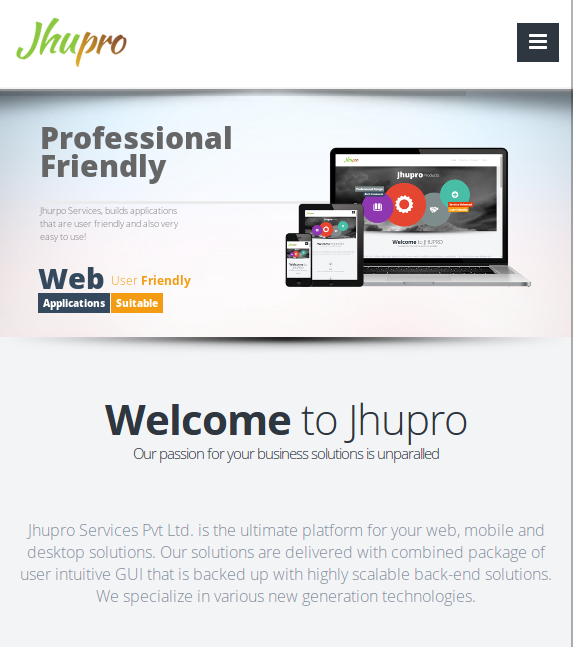 Jhupro
Professional
Friendly
Jhurpo Services, builds applications
that are user friendly and also very
easy to use!
Jhupro Products
Web User Friendly
Applications Suitable
Welcome to JHUPRO
Welcome to Jhupro
Our passion for your business solutions is unparalled
Jhupro Services Pvt Ltd. is the ultimate platform for your web, mobile and
desktop solutions. Our solutions are delivered with combined package of
user intuitive GUI that is backed up with highly scalable back-end solutions.
We specialize in various new generation technologies.